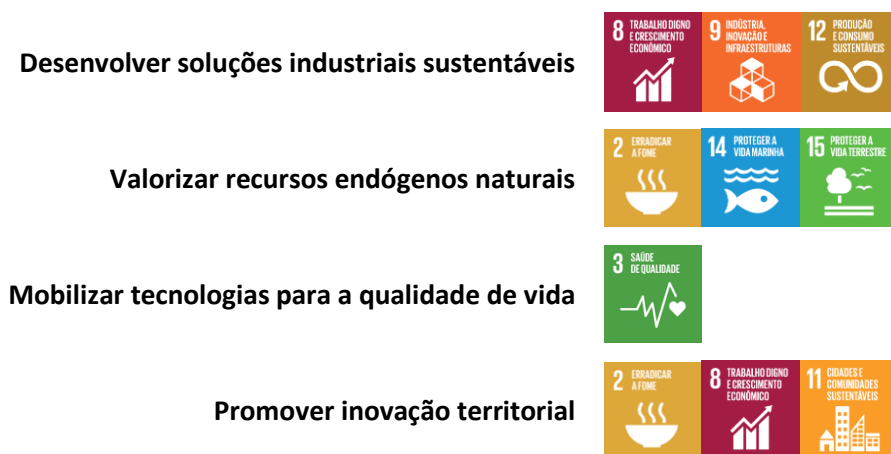 Desenvolver soluções industriais sustentáveis
8 TRABALHO DIGNO
E CRESCIMENTO
ECONÓMICO
9 INDÚSTRIA,
INOVAÇÃO E
INFRAESTRUTURAS
12 PRODUÇÃO
E CONSUMO
SUSTENTÁVEIS
Valorizar recursos endógenos naturais
2 ERRADICAR
A FOME
14 PROTEGER A
VIDA MARINHA
15 PROTEGER A
VIDA TERRESTRE
Mobilizar tecnologias para a qualidade de vida
3 SAÚDE
DE QUALIDADE
Promover inovação territorial
2 ERRADICAR
A FOME
8 TRABALHO DIGNO
E CRESCIMENTO
ECONÓMICO
11 CIDADES E
COMUNIDADES
SUSTENTÁVEIS